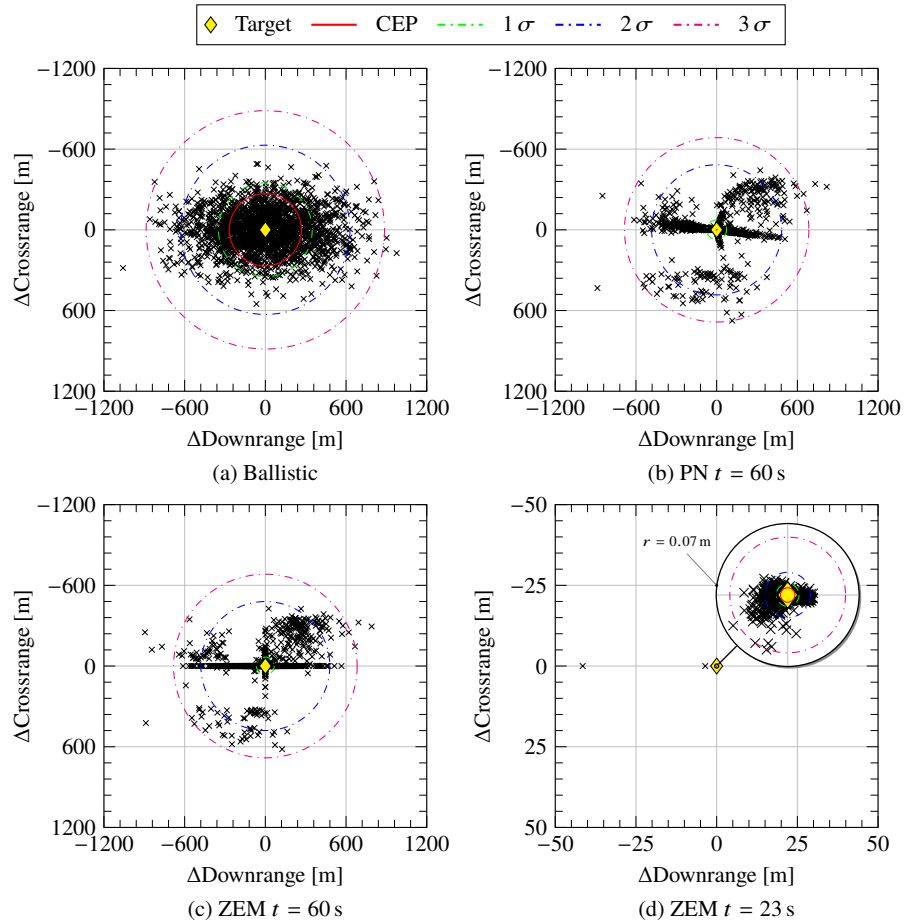 Target CEP 1 σ 2 σ 3 σ
−1200
−600
0
600
1200
−1200 −600 0 600 1200
ΔCrossrange [m]
ΔDownrange [m]
(a) Ballistic
−1200
−600
0
600
1200
−1200 −600 0 600 1200
ΔCrossrange [m]
ΔDownrange [m]
(b) PN t = 60 s
−1200
−600
0
600
1200
−1200 −600 0 600 1200
ΔCrossrange [m]
ΔDownrange [m]
(c) ZEM t = 60 s
−50
−25
0
25
50
−50 −25 0 25 50
r = 0.07 m
ΔCrossrange [m]
ΔDownrange [m]
(d) ZEM t = 23 s